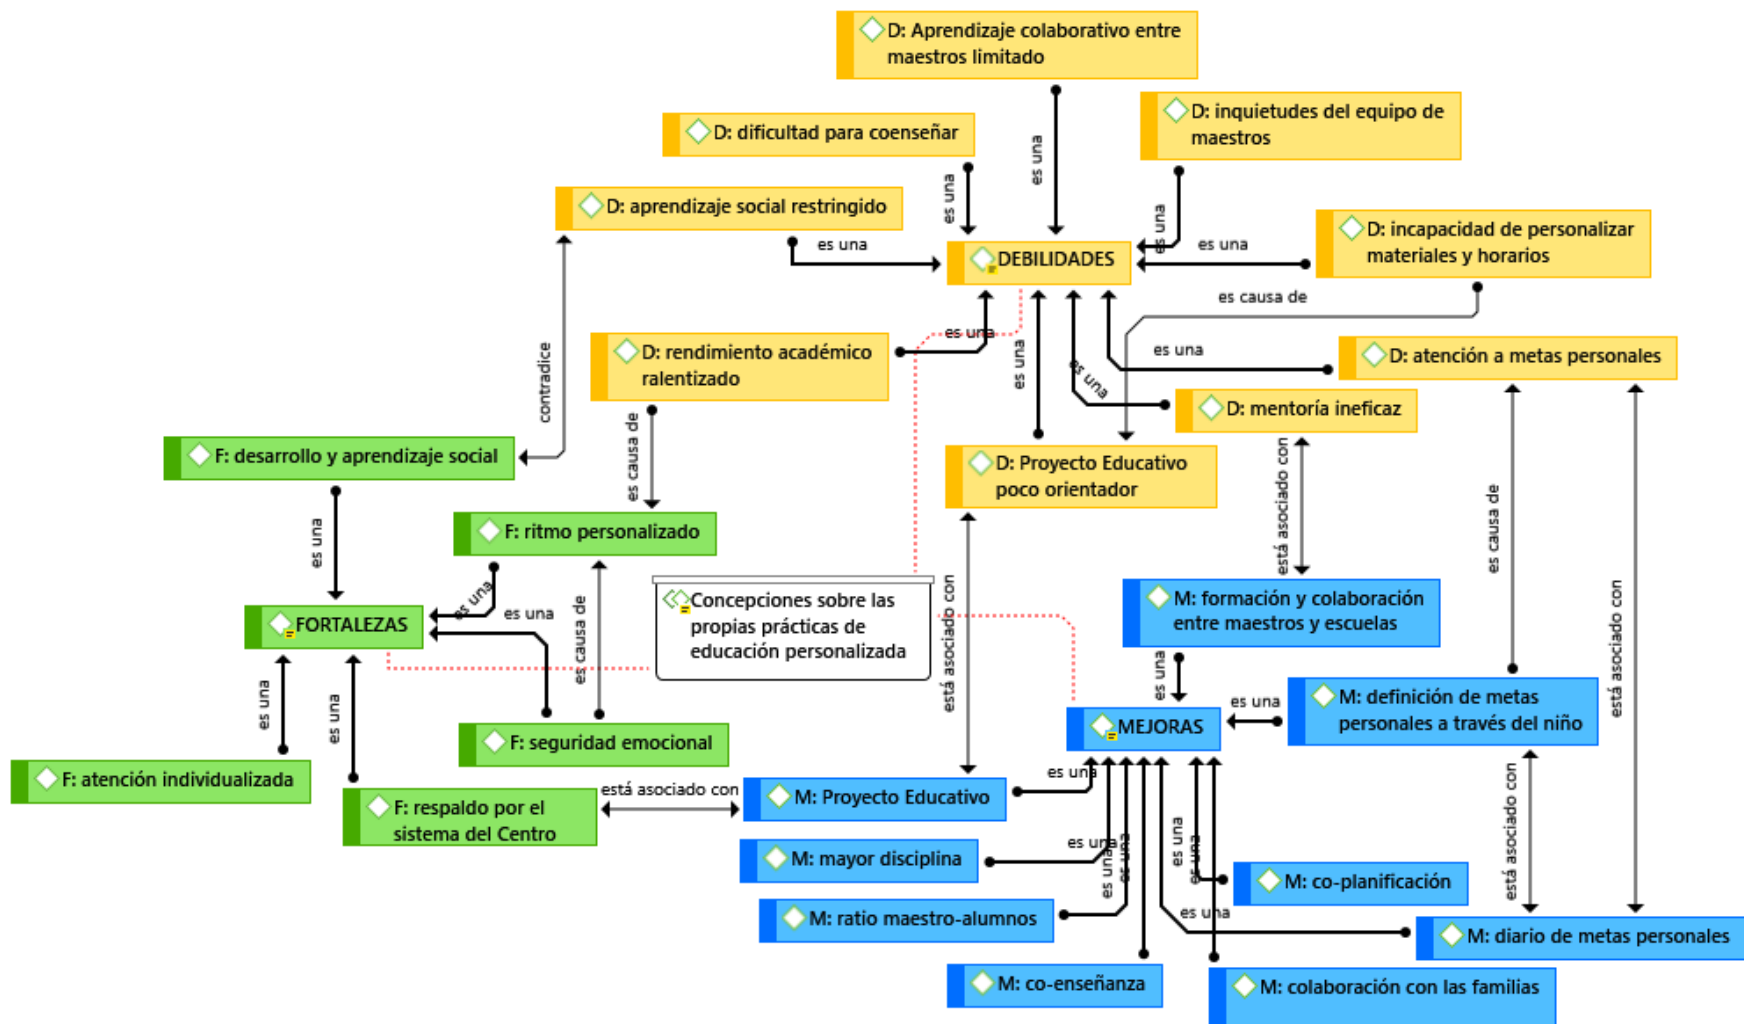 D: Aprendizaje colaborativo entre
maestros limitado
D: inquietudes del equipo de
maestros
D: dificultad para coenseñar
es una
es una
es una
D: aprendizaje social restringido
es una
DEBILIDADES
es una
D: incapacidad de personalizar
materiales y horarios
es causa de
D: rendimiento académico
ralentizado
es una
es una
es una
es una
D: atención a metas personales
D: mentoría ineficaz
contradice
F: desarrollo y aprendizaje social
es causa de
D: Proyecto Educativo
poco orientador
está asociado con
es causa de
es una
F: ritmo personalizado
es una
es una
FORTALEZAS
es causa de
Concepciones sobre las
propias prácticas de
educación personalizada
está asociado con
M: formación y colaboración
entre maestros y escuelas
está asociado con
es una
es una
es una
F: seguridad emocional
F: atención individualizada
F: respaldo por el
sistema del Centro
está asociado con
MEJORAS
es una
M: definición de metas
personales a través del niño
M: Proyecto Educativo
es una
está asociado con
M: mayor disciplina
es una
es una
es una
es una
es una
M: co-planificación
M: ratio maestro-alumnos
es una
M: diario de metas personales
M: co-enseñanza
M: colaboración con las familias